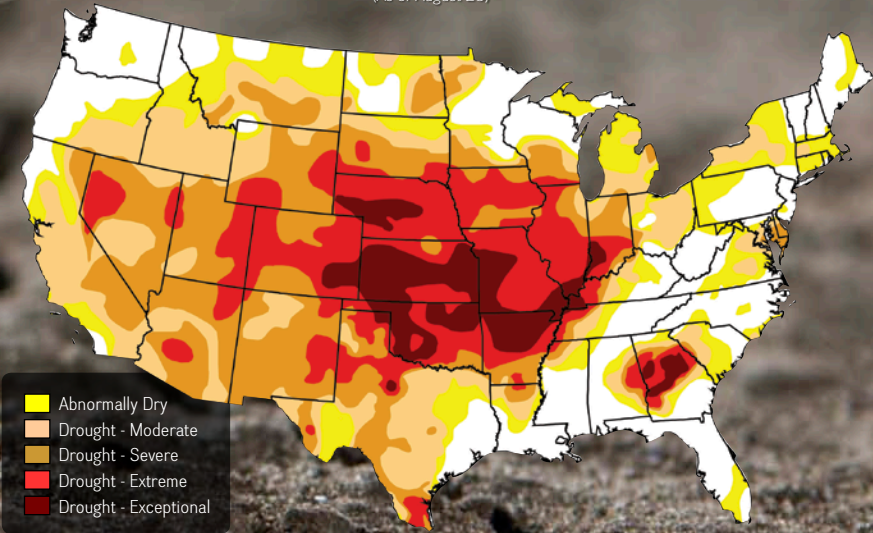 Abnormally Dry
Drought - Moderate
Drought - Severe
Drought - Extreme
Drought - Exceptional